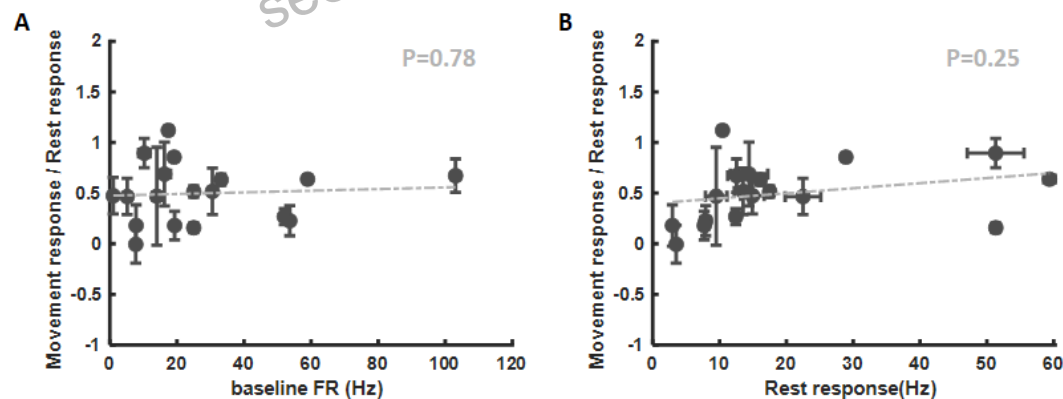 A
Movement response / Rest response
2
1.5
1
0.5
0
-0.5
-1
P=0.78
0 20 40 60 80 100 120
baseline FR (Hz)
B
Movement response / Rest response
2
1.5
1
0.5
0
-0.5
-1
P=0.25
0 10 20 30 40 50 60
Rest response(Hz)